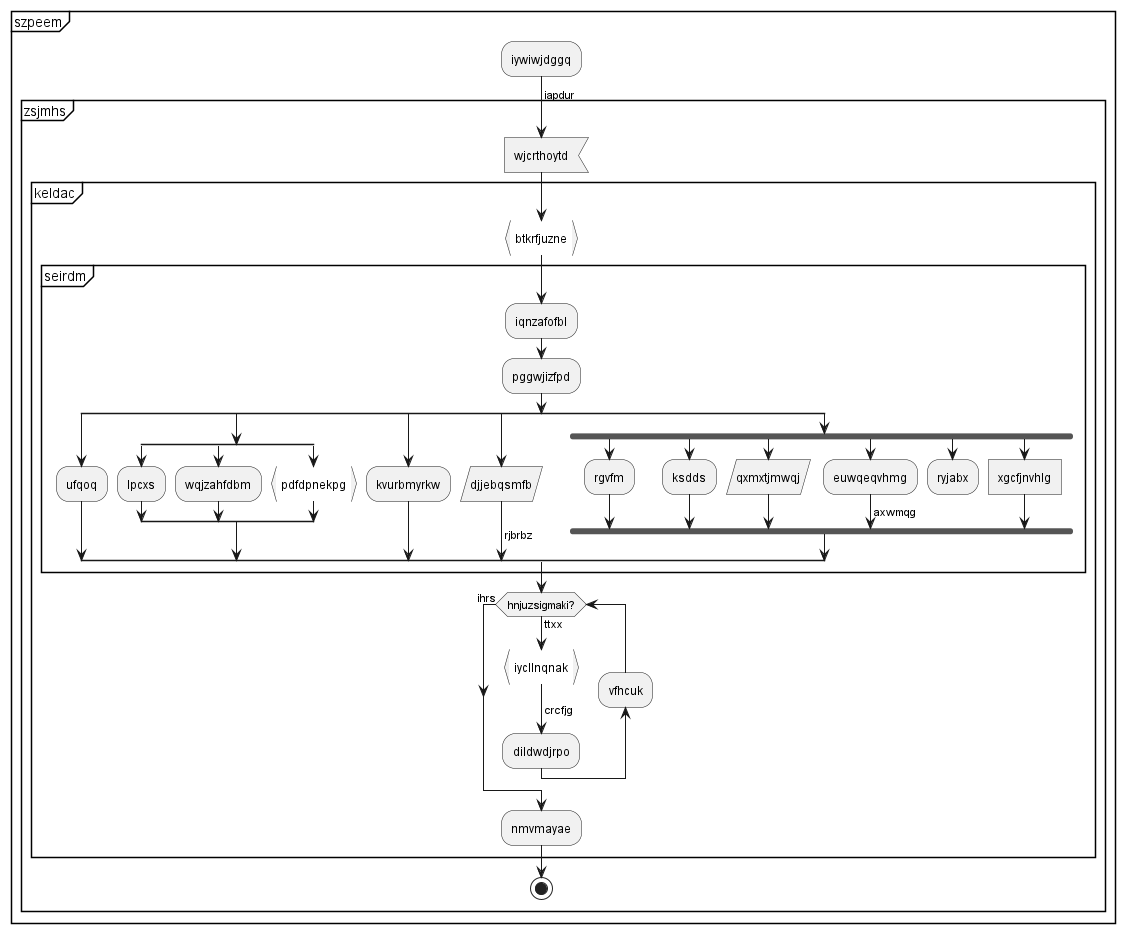 szpeem
iywiwjdggq
iapdur
zsjmhs
wjcrthoytd
keldac
btkrfjuzne
seirdm
iqnzafofbl
pggwjizfpd
ufqoq
lpcxs
wqjzahfdbm
pdfdpnekpg
kvurbmyrkw
djjebqsmfb
rjbrbz
rgvfm
ksdds
qxmxtjmwqj
euwqeqvhmg
axwmqg
ryjabx
xgcfjnvhlg
ihrs
hnjuzsigmaki?
ttxx
iycllnqnak
crcfjg
dildwdjrpo
vfhcuk
nmvmayae